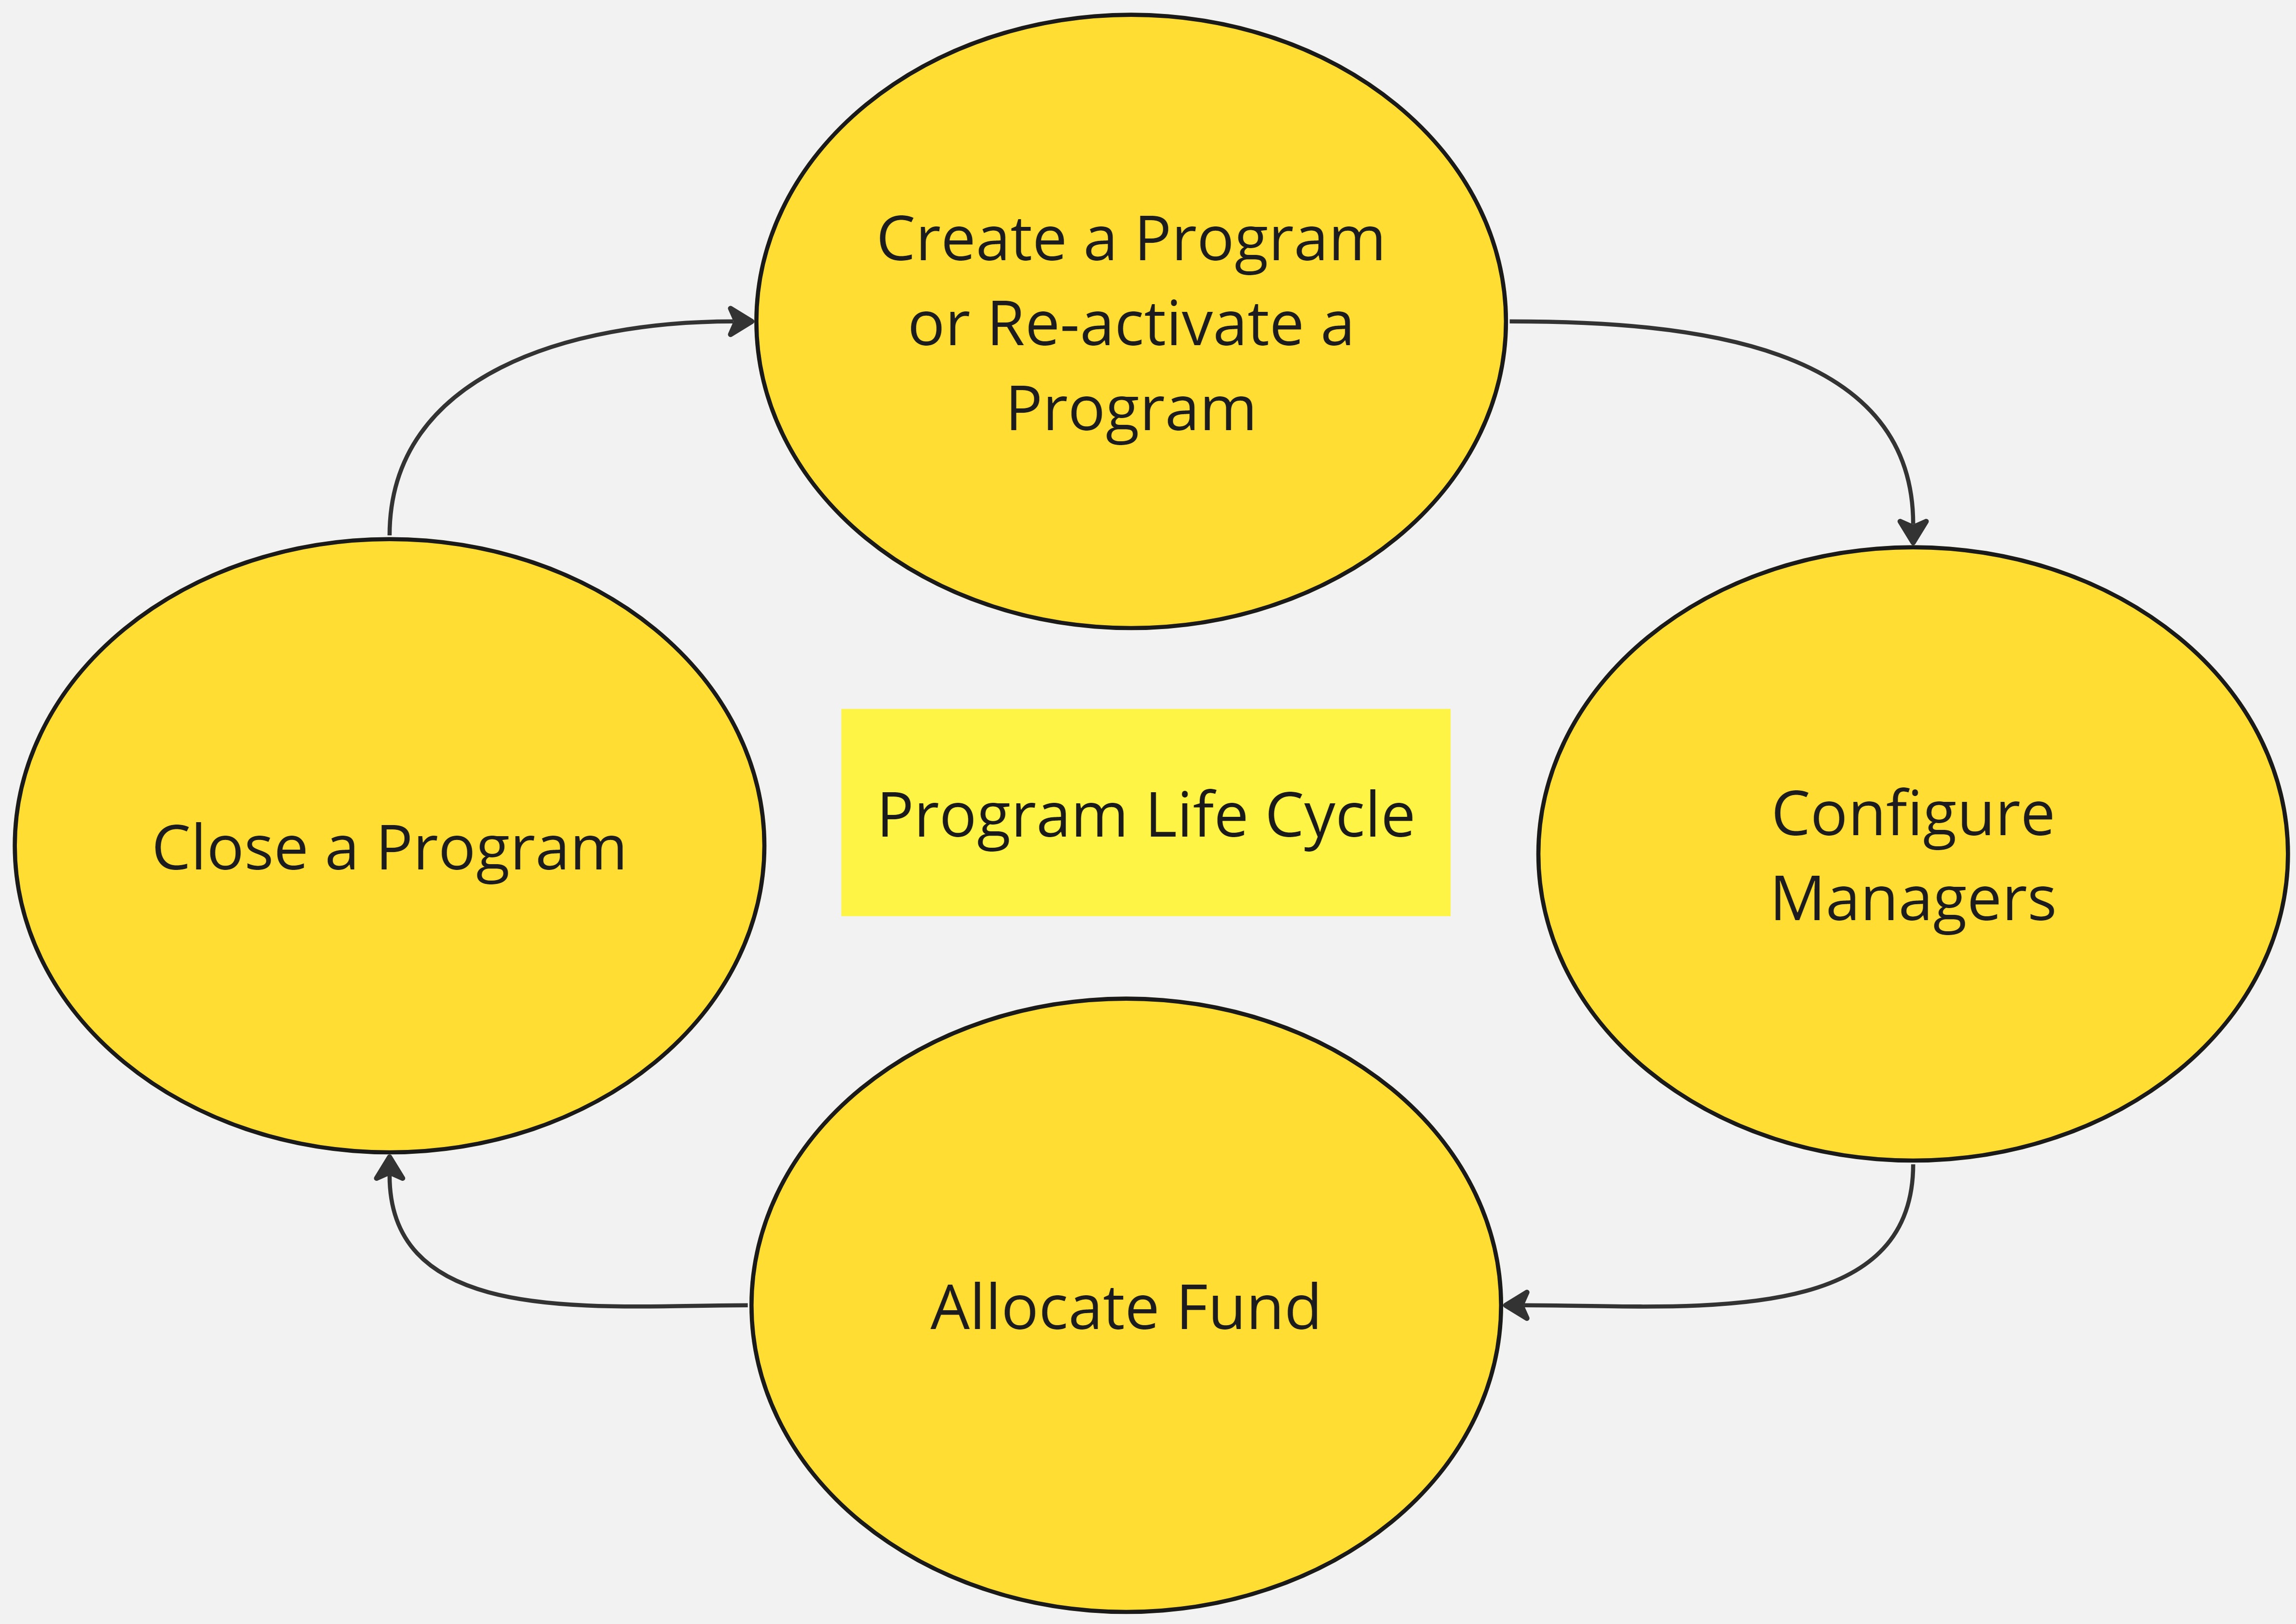 Create a Program
or Re-activate a
Program
Program Life Cycle
Configure
Managers
Close a Program
Allocate Fund